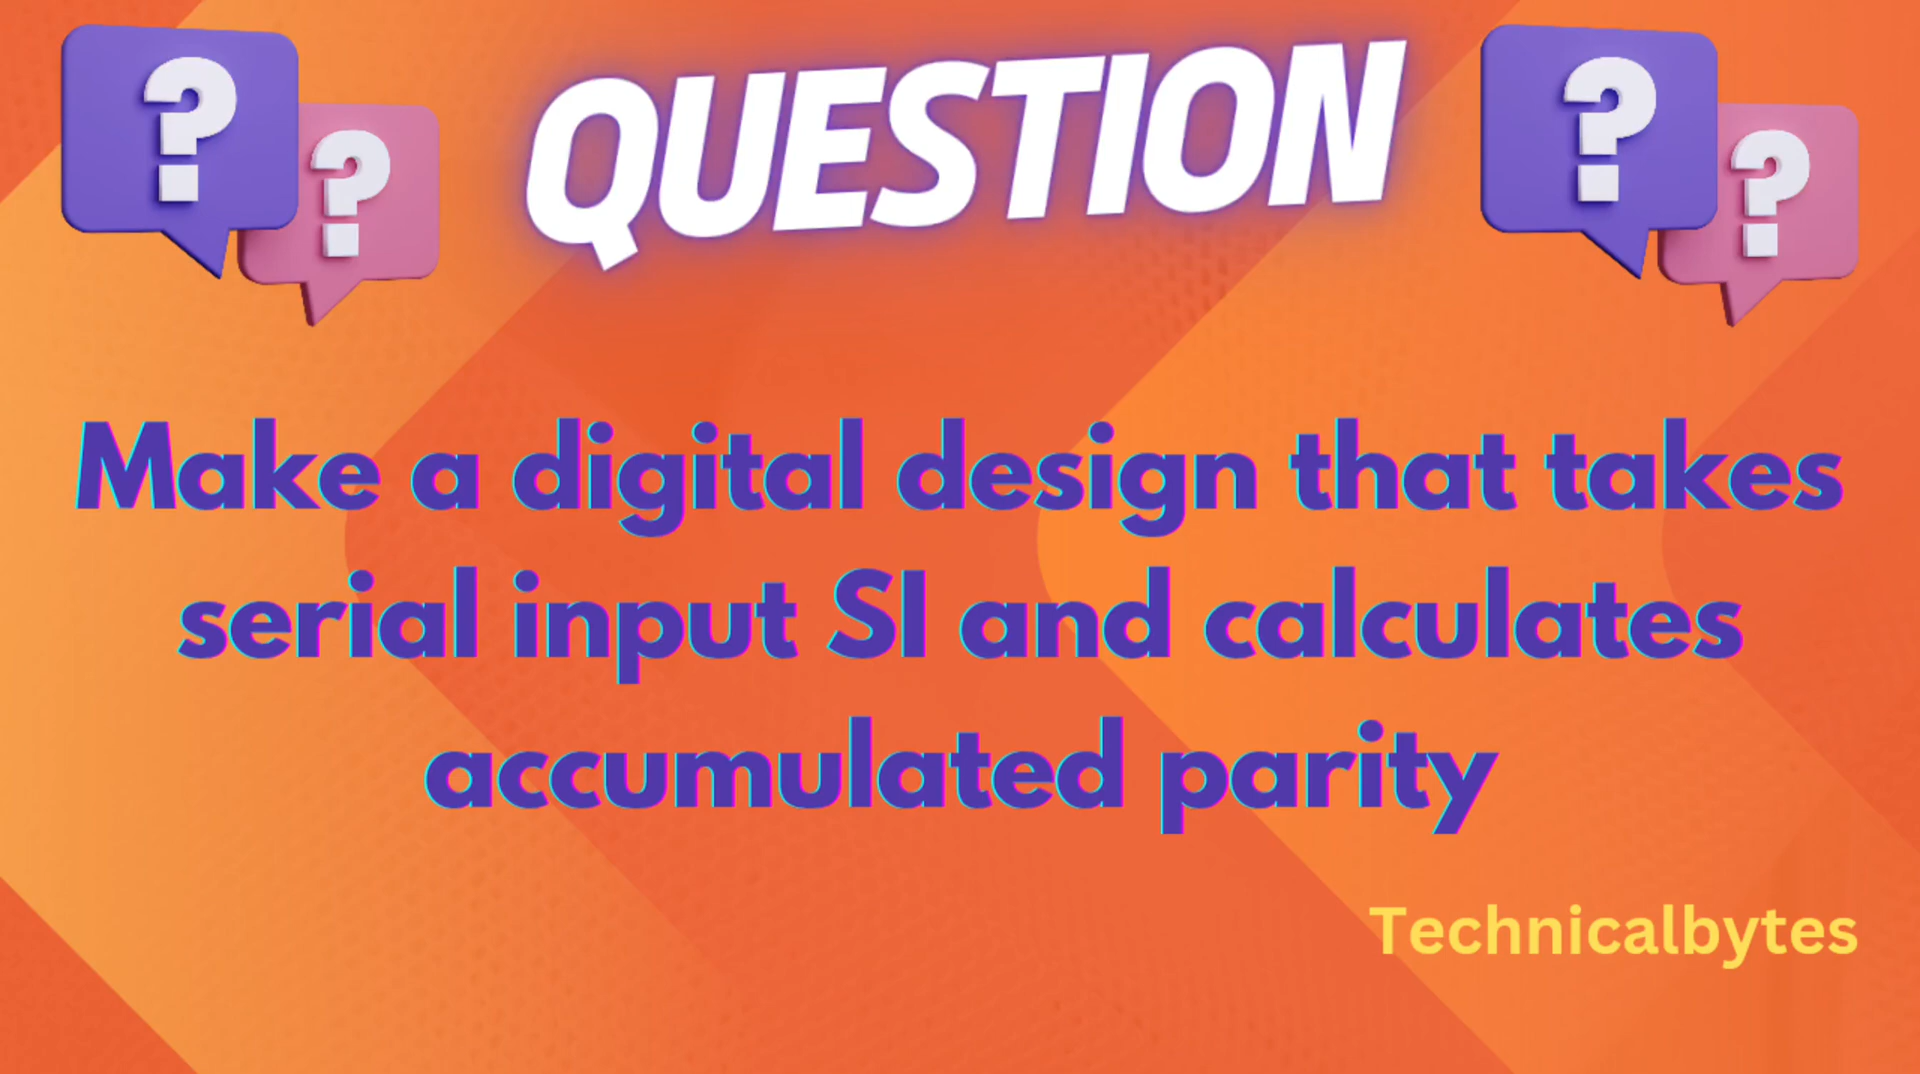 ? ? QUESTION ? ?
Make a digital design that takes
serial input SI and calculates
accumulated parity
Technicalbytes